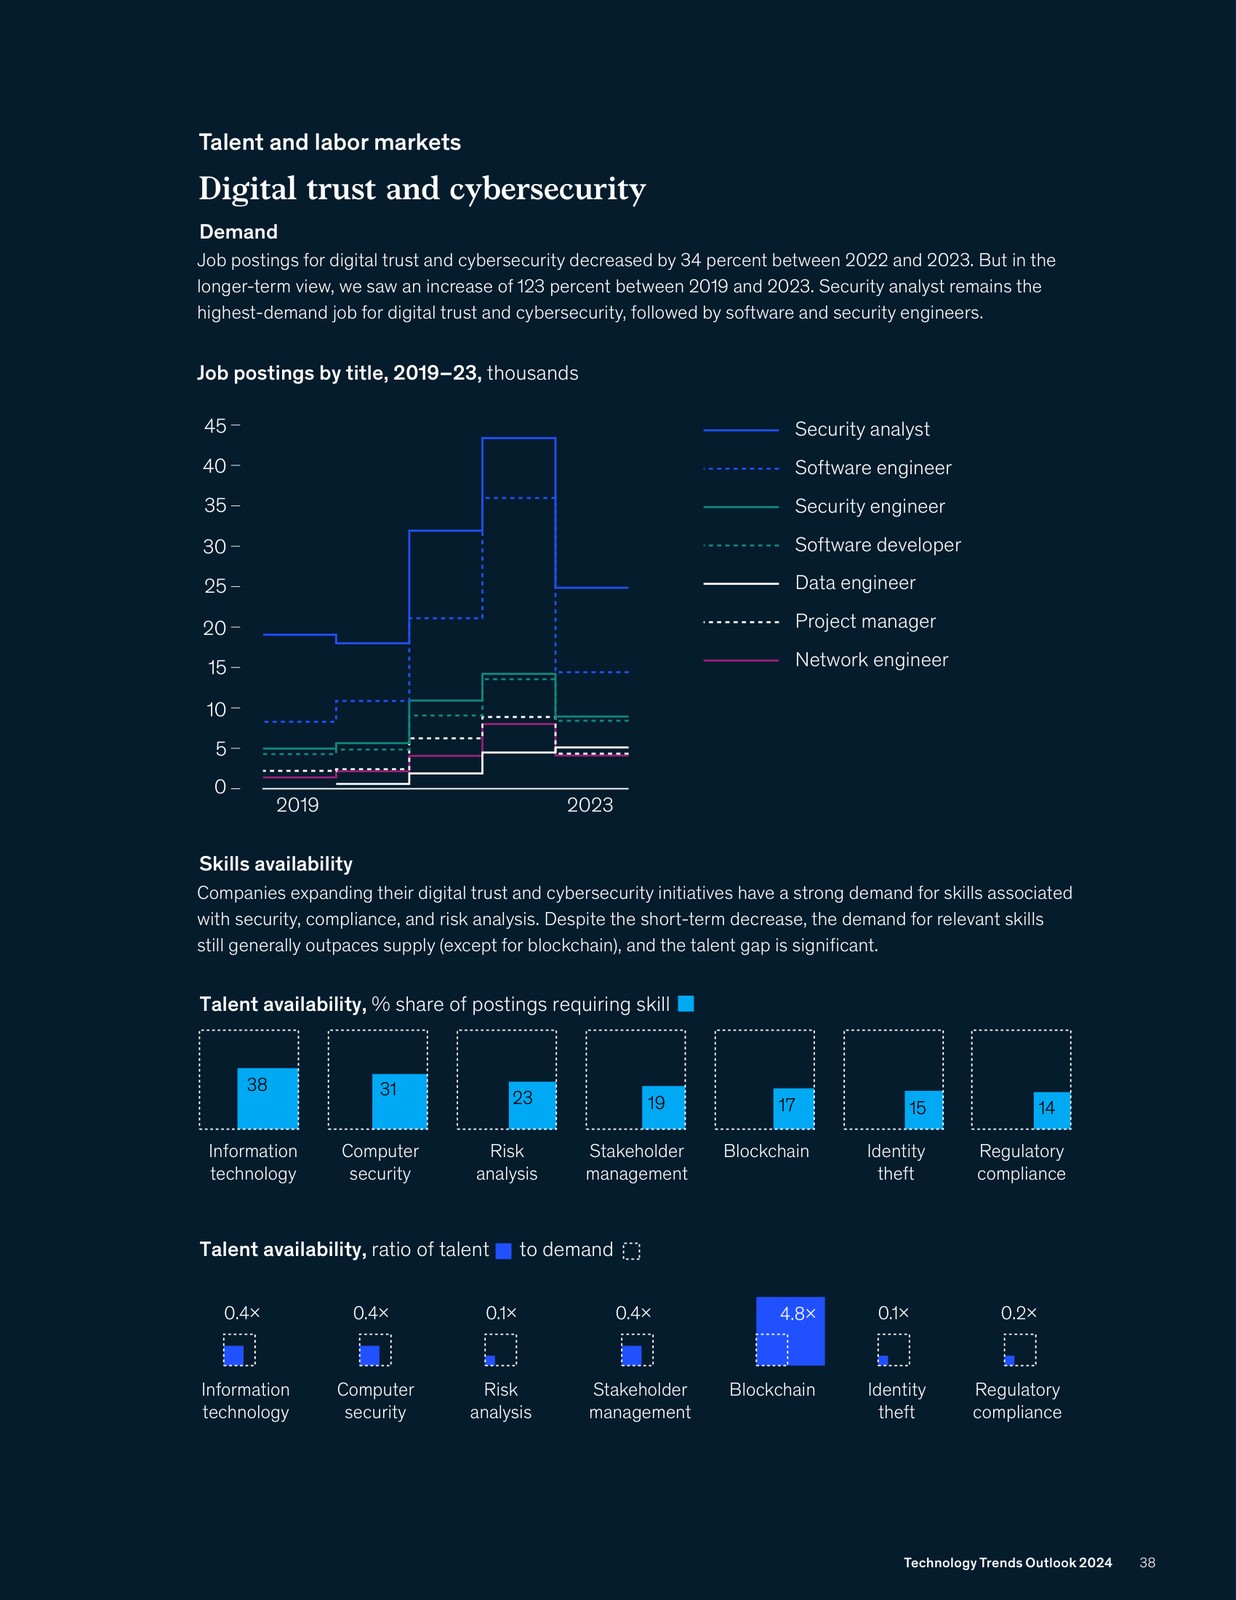 Talent and labor markets
Digital trust and cybersecurity
Demand
Job postings for digital trust and cybersecurity decreased by 34 percent between 2022 and 2023. But in the
longer-term view, we saw an increase of 123 percent between 2019 and 2023. Security analyst remains the
highest-demand job for digital trust and cybersecurity, followed by software and security engineers.
Job postings by title, 2019–23, thousands
45
40
35
30
25
20
15
10
5
0
2019
2023
Security analyst
Software engineer
Security engineer
Software developer
Data engineer
Project manager
Network engineer
Skills availability
Companies expanding their digital trust and cybersecurity initiatives have a strong demand for skills associated
with security, compliance, and risk analysis. Despite the short-term decrease, the demand for relevant skills
still generally outpaces supply (except for blockchain), and the talent gap is significant.
Talent availability, % share of postings requiring skill
38
31
23
19
17
15
14
Information
technology
Computer
security
Risk
analysis
Stakeholder
management
Blockchain
Identity
theft
Regulatory
compliance
Talent availability, ratio of talent to demand
0.4×
0.4×
0.1×
0.4×
4.8×
0.1×
0.2×
Information
technology
Computer
security
Risk
analysis
Stakeholder
management
Blockchain
Identity
theft
Regulatory
compliance
Technology Trends Outlook 2024 38